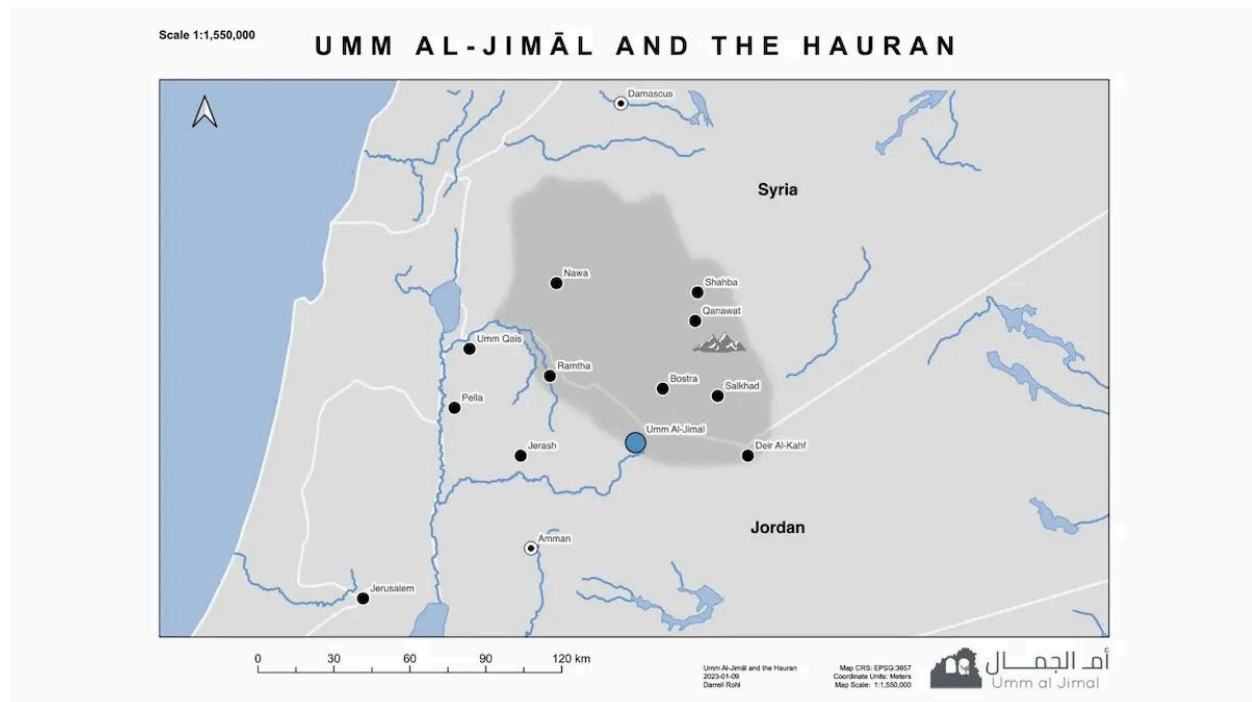 Scale 1:1,550,000
UMM AL-JIMĀL AND THE HAURAN
Damascus
Syria
Nawa
Shahba
Qanawat
Umm Qais
Ramtha
Bostra
Salkhad
Pella
Umm Al-Jimal
Jerash
Deir Al-Kahf
Jordan
Amman
Jerusalem
0 30 60 90 120 km
Umm Al-Jimāl and the Hauran
2023-01-09
Darrell Rohl
Map CRS: EPSG:3857
Coordinate Units: Meters
Map Scale: 1:1,550,000
أم الجمال
Umm al Jimal